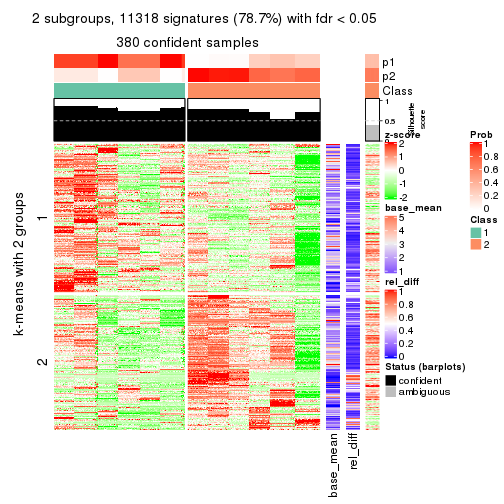 2 subgroups, 11318 signatures (78.7%) with fdr < 0.05
380 confident samples
p1
p2
Class
1
0.5
0
Silhouette
score
k-means with 2 groups
1
2
base_mean
rel_diff
z-score
2
1
0
-1
-2
base_mean
5
4
3
2
1
rel_diff
1
0.8
0.6
0.4
0.2
0
Status (barplots)
confident
ambiguous
Prob
1
0.8
0.6
0.4
0.2
0
Class
1
2